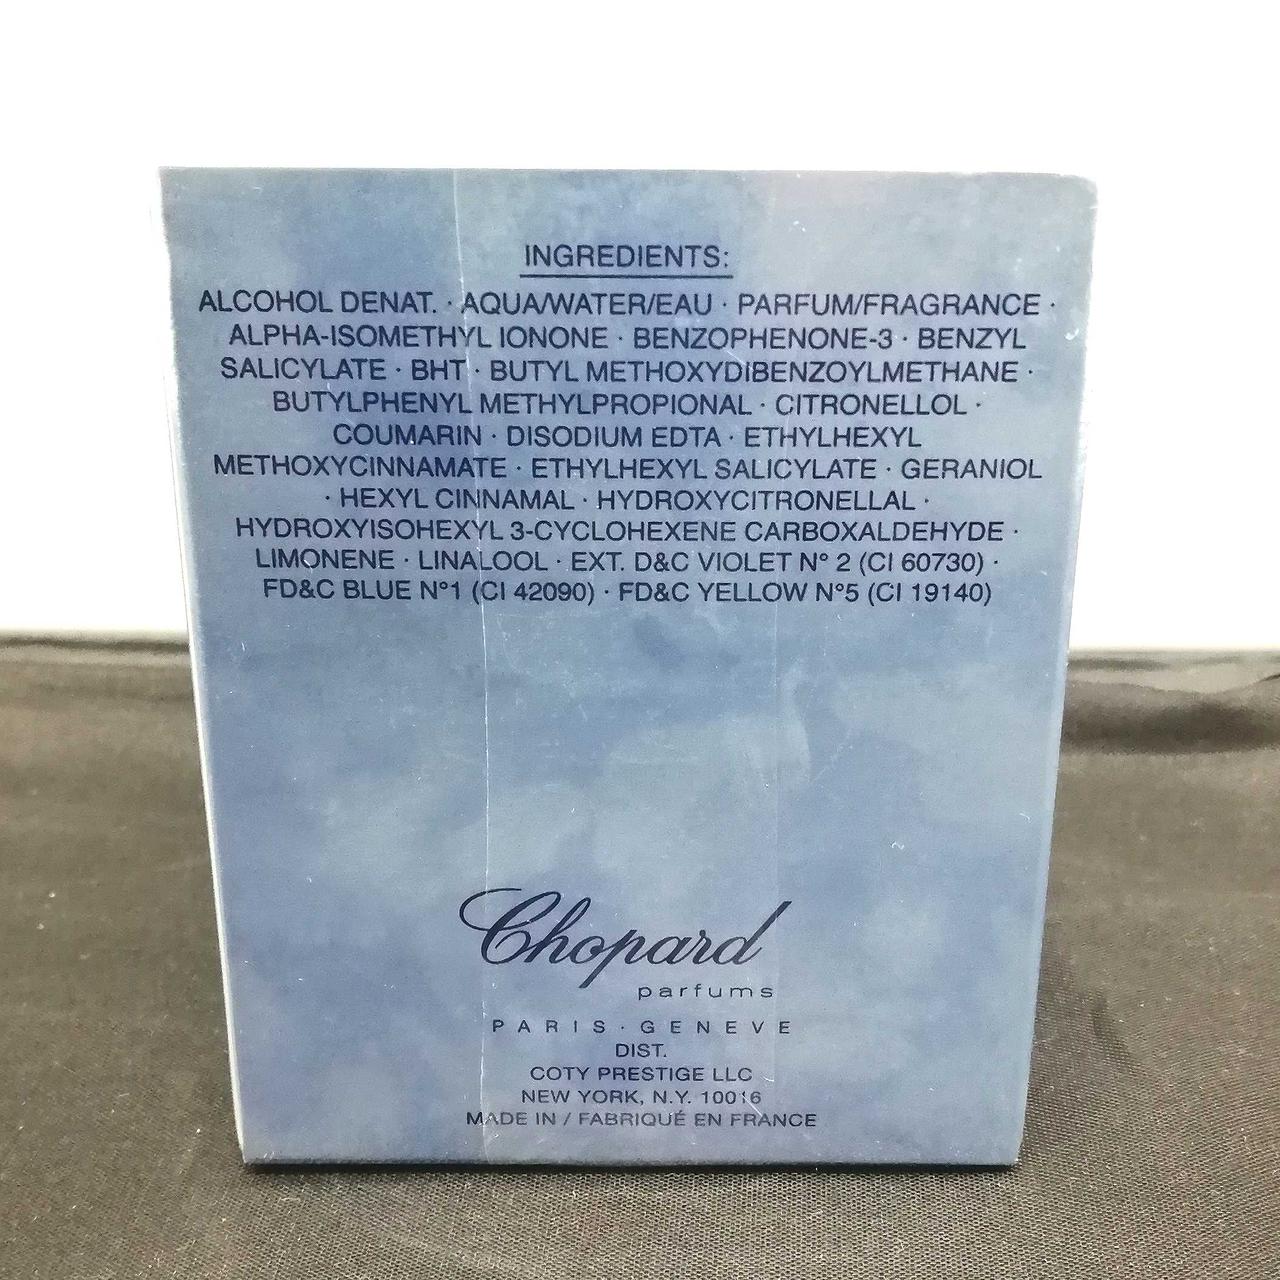 INGREDIENTS:
ALCOHOL DENAT. · AQUA/WATER/EAU · PARFUM/FRAGRANCE ·
ALPHA-ISOMETHYL IONONE · BENZOPHENONE-3 · BENZYL
SALICYLATE · BHT · BUTYL METHOXYDIBENZOYLMETHANE ·
BUTYLPHENYL METHYLPROPIONAL · CITRONELLOL ·
COUMARIN · DISODIUM EDTA · ETHYLHEXYL
METHOXYCINNAMATE · ETHYLHEXYL SALICYLATE · GERANIOL
· HEXYL CINNAMAL · HYDROXYCITRONELLAL ·
HYDROXYISOHEXYL 3-CYCLOHEXENE CARBOXALDEHYDE ·
LIMONENE · LINALOOL · EXT. D&C VIOLET N° 2 (CI 60730) ·
FD&C BLUE N°1 (CI 42090) · FD&C YELLOW N°5 (CI 19140)
Chopard
parfums
PARIS · GENEVE
DIST.
COTY PRESTIGE LLC
NEW YORK, N.Y. 10016
MADE IN / FABRIQUÉ EN FRANCE